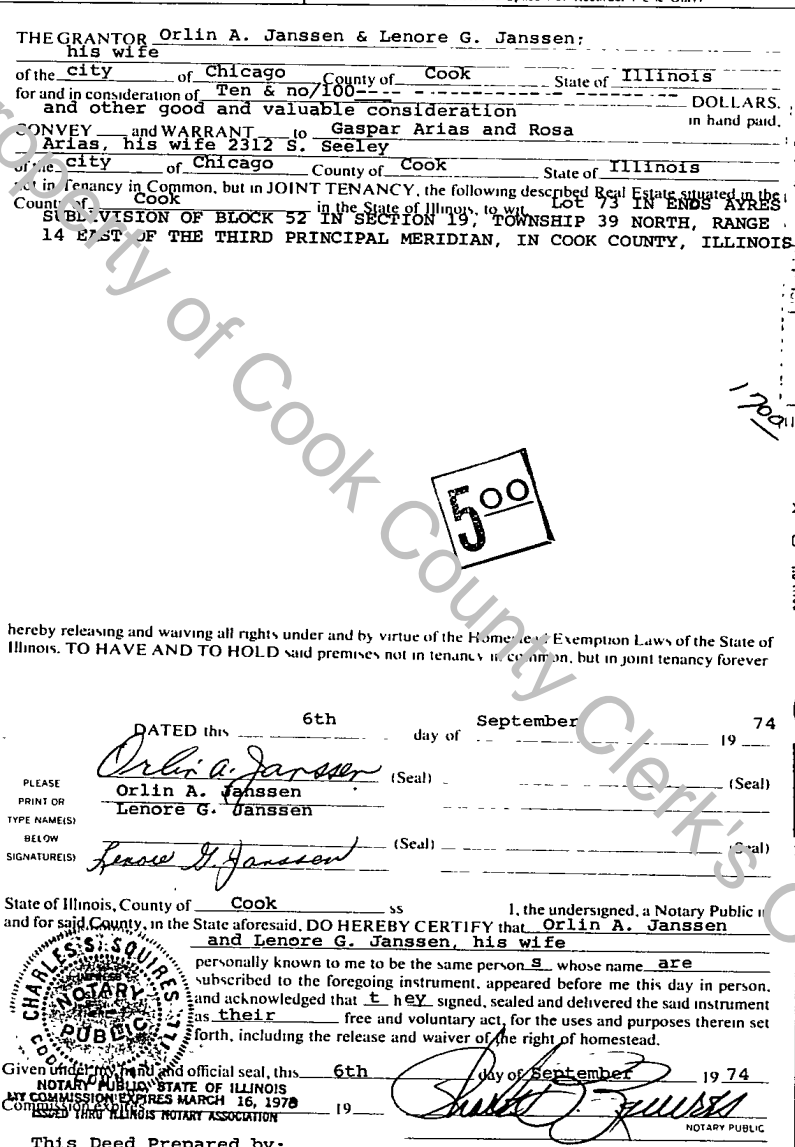 THE GRANTOR Orlin A. Janssen & Lenore G. Janssen;
his wife
of the city of Chicago County of Cook State of Illinois
for and in consideration of Ten & no/100---- - - - - - - - - - - - - - - - - - - DOLLARS.
and other good and valuable consideration in hand paid.
CONVEY and WARRANT to Gaspar Arias and Rosa
Arias, his wife 2312 S. Seeley
of the city of Chicago County of Cook State of Illinois
not in Tenancy in Common, but in JOINT TENANCY, the following described Real Estate situated in the
County of Cook in the State of Illinois, to wit Lot 73 IN ENDS AYRES
SUBDIVISION OF BLOCK 52 IN SECTION 19, TOWNSHIP 39 NORTH, RANGE
14 EAST OF THE THIRD PRINCIPAL MERIDIAN, IN COOK COUNTY, ILLINOIS
Property of Cook County Clerk's
1700
500
hereby releasing and waiving all rights under and by virtue of the Homestead Exemption Laws of the State of
Illinois. TO HAVE AND TO HOLD said premises not in tenancy in common, but in joint tenancy forever
DATED this 6th day of September 19 74
Orlin A. Janssen (Seal) (Seal)
PLEASE
PRINT OR
TYPE NAME(S)
BELOW
SIGNATURE(S)
Orlin A. Janssen
Lenore G. Janssen
Lenore G. Janssen (Seal) (Seal)
State of Illinois, County of Cook ss I, the undersigned, a Notary Public
and for said County, in the State aforesaid, DO HEREBY CERTIFY that Orlin A. Janssen
and Lenore G. Janssen, his wife
personally known to me to be the same person s whose name are
subscribed to the foregoing instrument, appeared before me this day in person,
and acknowledged that t hey signed, sealed and delivered the said instrument
as their free and voluntary act, for the uses and purposes therein set
forth, including the release and waiver of the right of homestead.
CHARLES S. SQUIRES
NOTARY
PUBLIC
COOK ILL.
Given under my hand and official seal, this 6th day of September 19 74
NOTARY PUBLIC, STATE OF ILLINOIS
MY COMMISSION EXPIRES MARCH 16, 1978
Commission expires 19
ISSUED THRU ILLINOIS NOTARY ASSOCIATION
NOTARY PUBLIC
This Deed Prepared by: